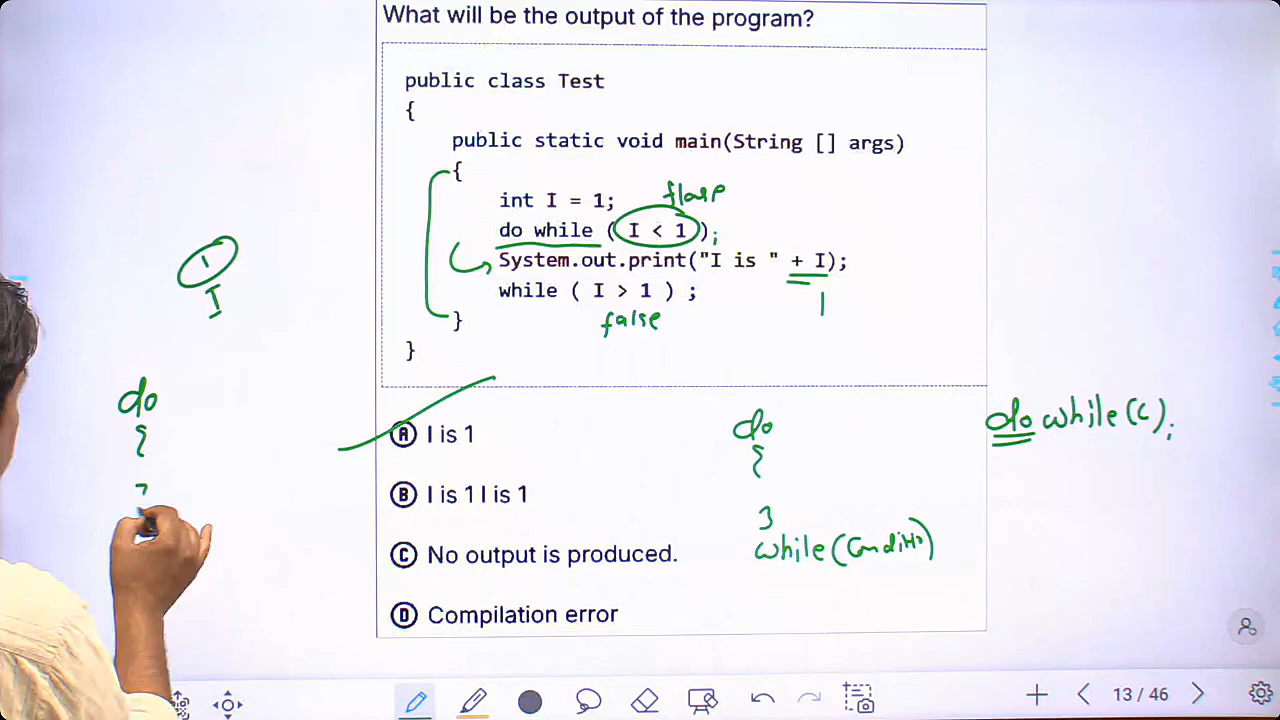 What will be the output of the program?
public class Test
{
public static void main(String [] args)
{
int I = 1;
flase
do while ( I < 1 );
System.out.print("I is " + I);
1
while ( I > 1 ) ;
false
}
}
1
I
do
{
A I is 1
B I is 1 I is 1
C No output is produced.
D Compilation error
do
{
}
while(Conditio)
do while(C);
13 / 46